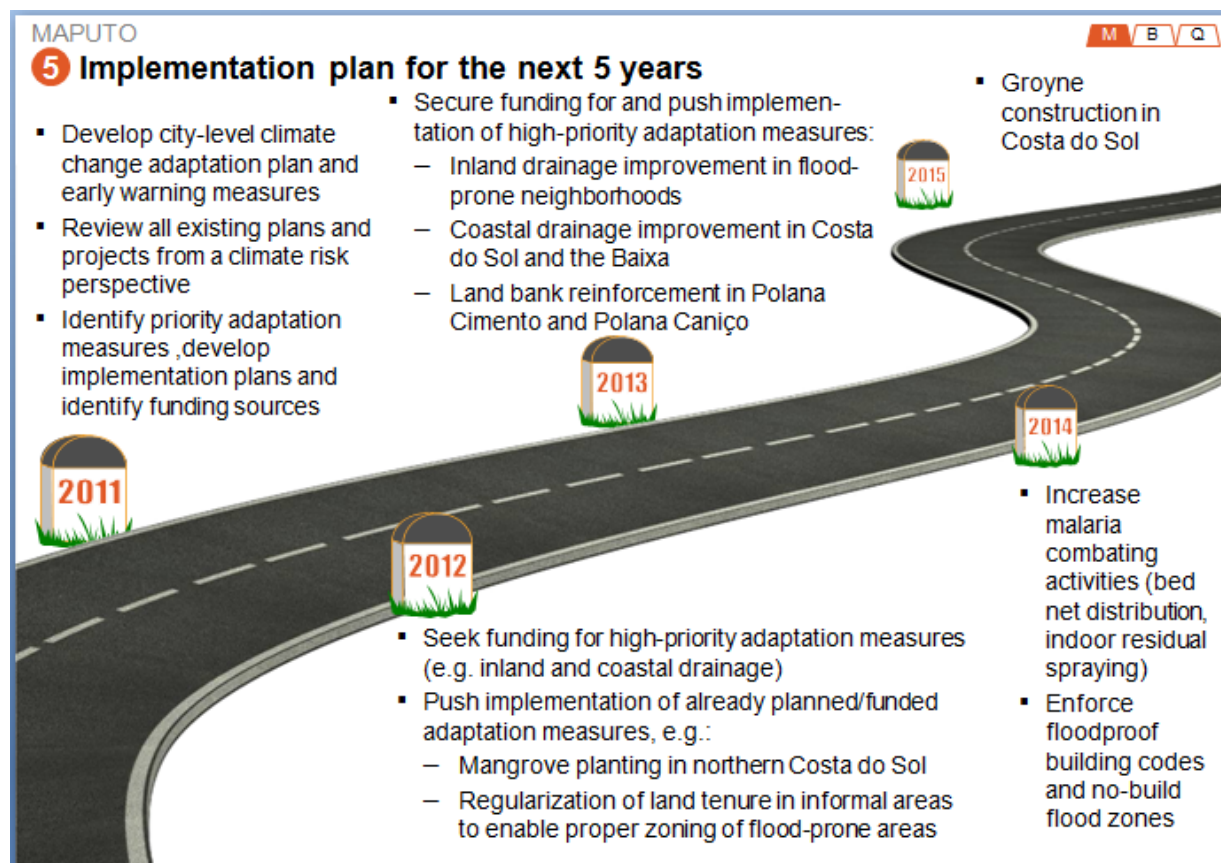 MAPUTO
M B Q
5 Implementation plan for the next 5 years
▪ Develop city-level climate
change adaptation plan and
early warning measures
▪ Review all existing plans and
projects from a climate risk
perspective
▪ Identify priority adaptation
measures ,develop
implementation plans and
identify funding sources
2011
▪ Seek funding for high-priority adaptation measures
(e.g. inland and coastal drainage)
▪ Push implementation of already planned/funded
adaptation measures, e.g.:
– Mangrove planting in northern Costa do Sol
– Regularization of land tenure in informal areas
to enable proper zoning of flood-prone areas
2012
▪ Secure funding for and push implemen-
tation of high-priority adaptation measures:
– Inland drainage improvement in flood-
prone neighborhoods
– Coastal drainage improvement in Costa
do Sol and the Baixa
– Land bank reinforcement in Polana
Cimento and Polana Caniço
2013
2014
▪ Increase
malaria
combating
activities (bed
net distribution,
indoor residual
spraying)
▪ Enforce
floodproof
building codes
and no-build
flood zones
▪ Groyne
construction in
Costa do Sol
2015